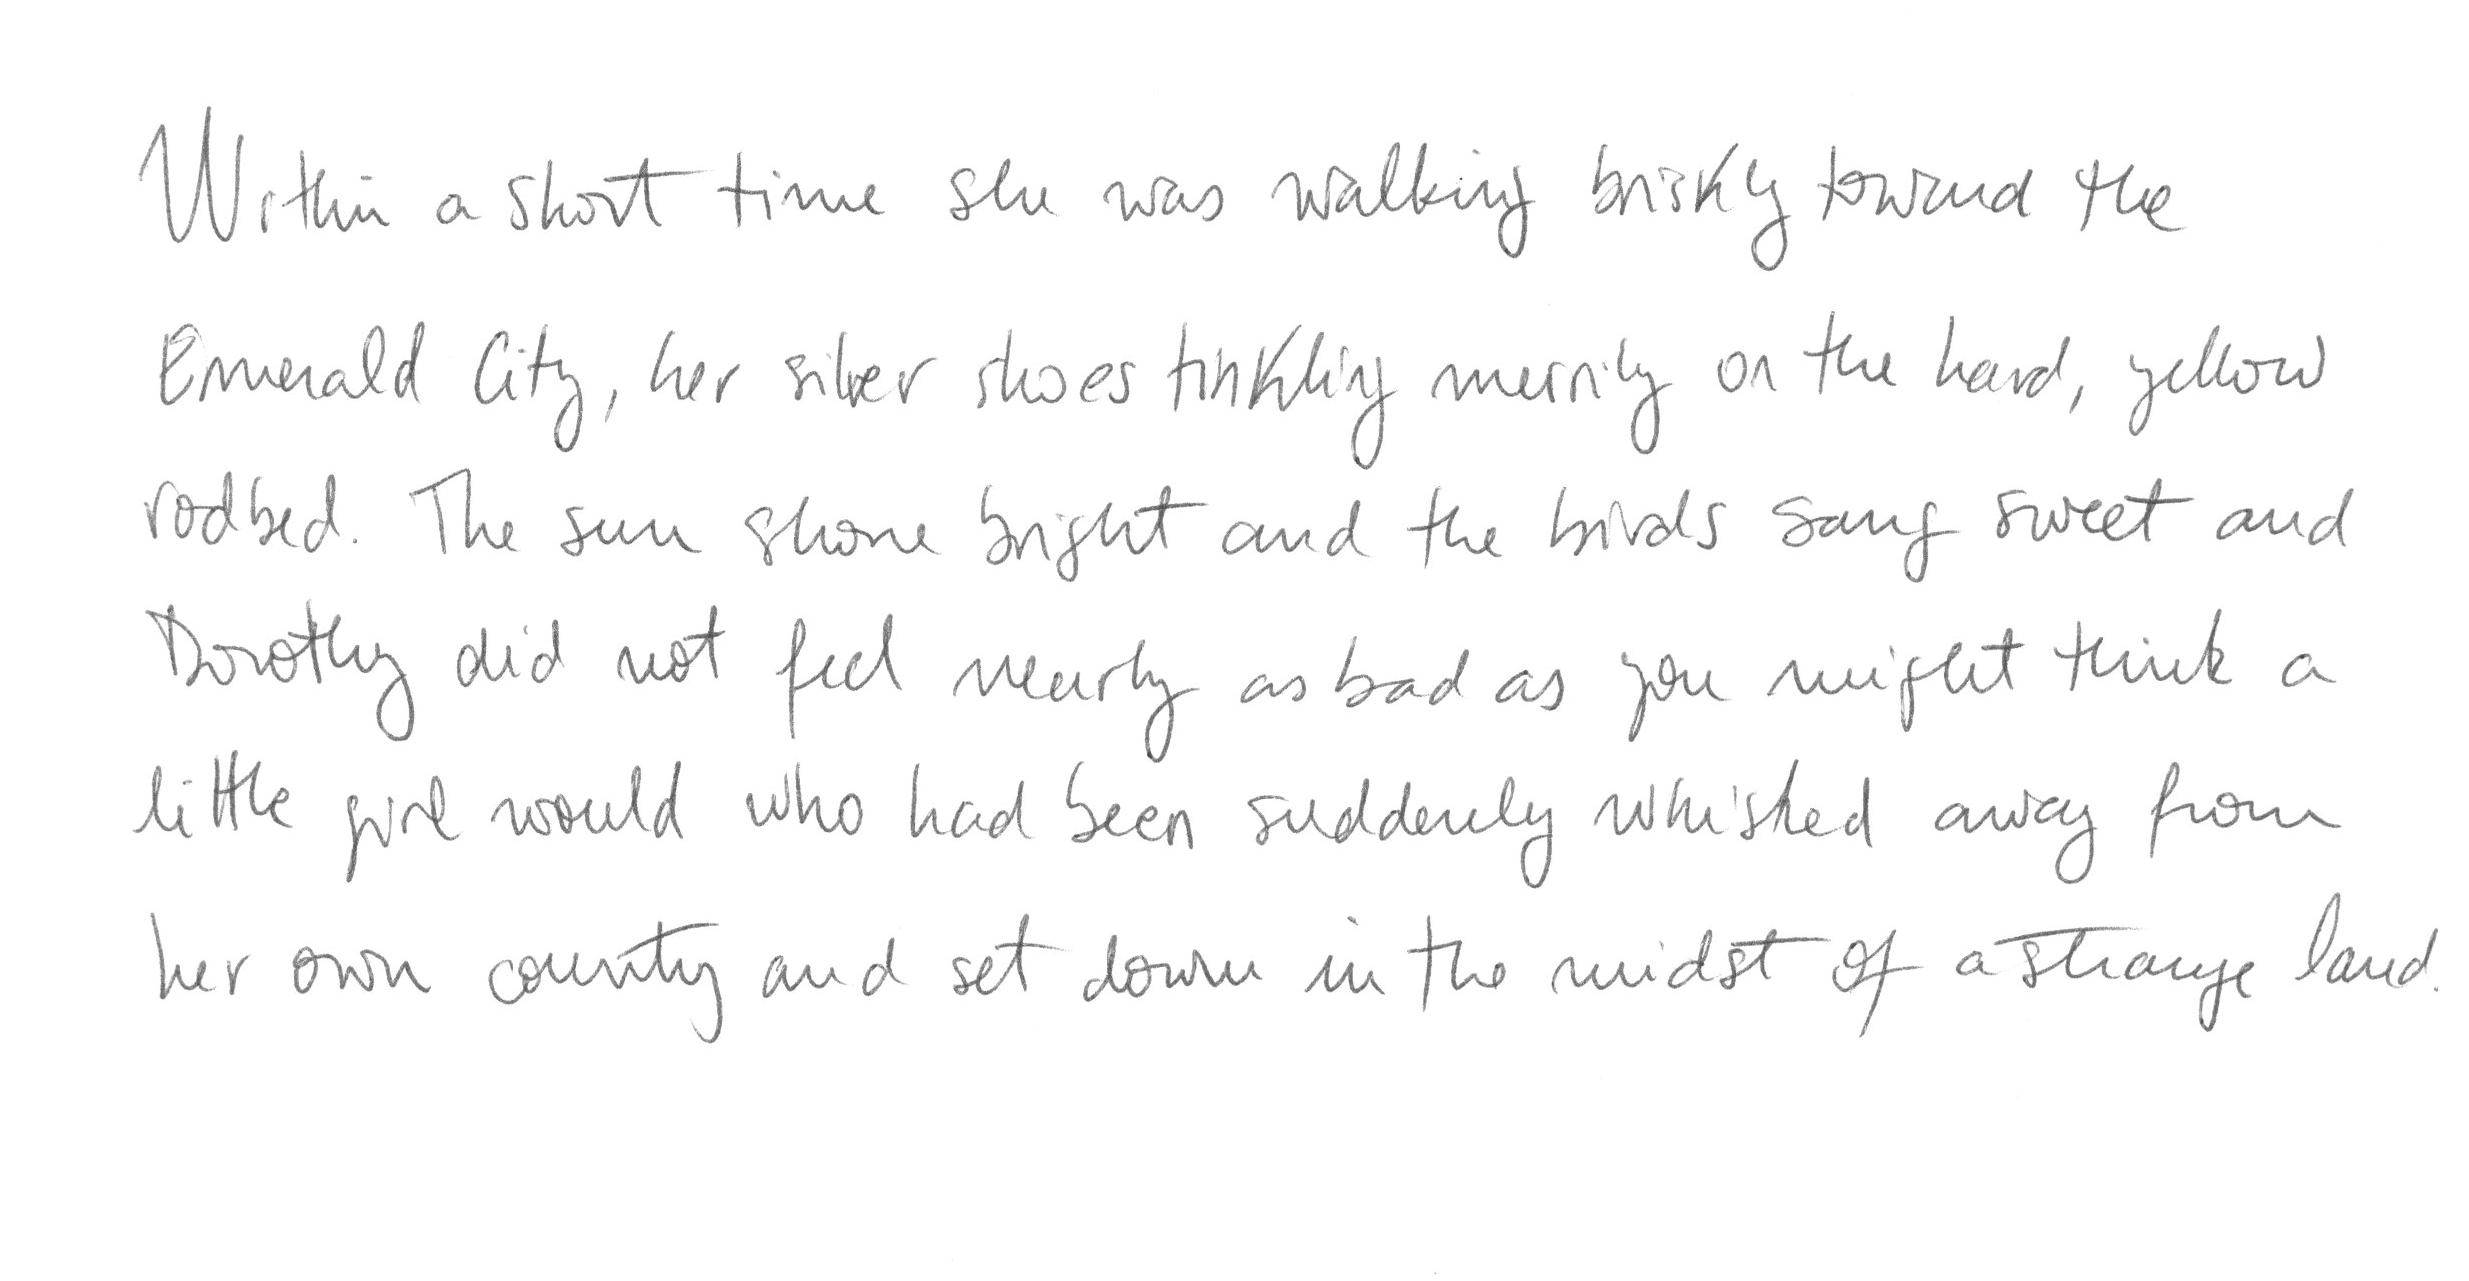 Within a short time she was walking briskly toward the
Emerald City, her silver shoes tinkling merrily on the hard, yellow
rodbed. The sun shone bright and the birds sang sweet and
Dorothy did not feel nearly as bad as you might think a
little girl would who had been suddenly whisked away from
her own country and set down in the midst of a strange land.